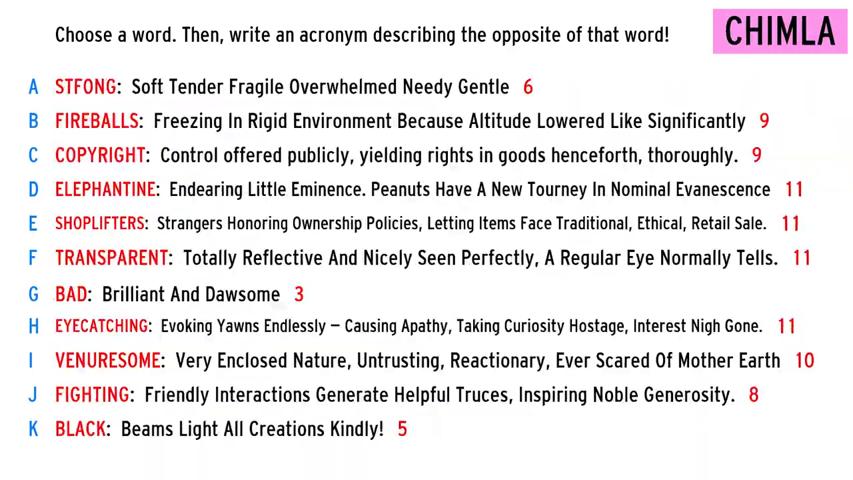 Choose a word. Then, write an acronym describing the opposite of that word!
CHIMLA
A STFONG: Soft Tender Fragile Overwhelmed Needy Gentle 6
B FIREBALLS: Freezing In Rigid Environment Because Altitude Lowered Like Significantly 9
C COPYRIGHT: Control offered publicly, yielding rights in goods henceforth, thoroughly. 9
D ELEPHANTINE: Endearing Little Eminence. Peanuts Have A New Tourney In Nominal Evanescence 11
E SHOPLIFTERS: Strangers Honoring Ownership Policies, Letting Items Face Traditional, Ethical, Retail Sale. 11
F TRANSPARENT: Totally Reflective And Nicely Seen Perfectly, A Regular Eye Normally Tells. 11
G BAD: Brilliant And Dawsome 3
H EYECATCHING: Evoking Yawns Endlessly – Causing Apathy, Taking Curiosity Hostage, Interest Nigh Gone. 11
I VENURESOME: Very Enclosed Nature, Untrusting, Reactionary, Ever Scared Of Mother Earth 10
J FIGHTING: Friendly Interactions Generate Helpful Truces, Inspiring Noble Generosity. 8
K BLACK: Beams Light All Creations Kindly! 5